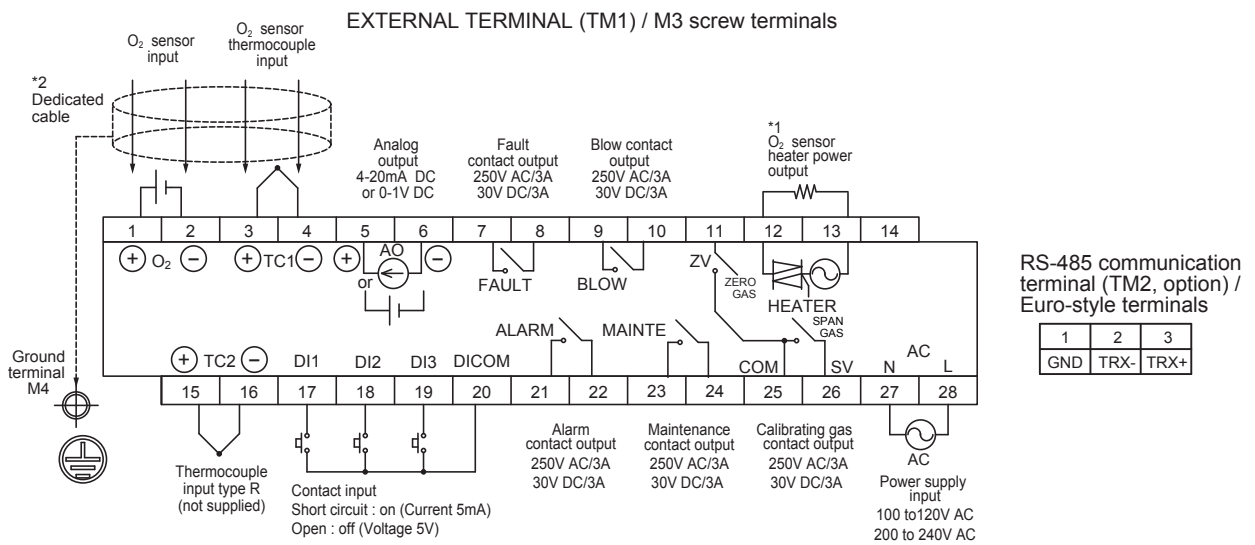 EXTERNAL TERMINAL (TM1) / M3 screw terminals
O₂ sensor
input
O₂ sensor
thermocouple
input
*2
Dedicated
cable
Analog
output
4-20mA DC
or 0-1V DC
Fault
contact output
250V AC/3A
30V DC/3A
Blow contact
output
250V AC/3A
30V DC/3A
*1
O₂ sensor
heater power
output
1 2 3 4 5 6 7 8 9 10 11 12 13 14
+ O₂ − + TC1 − + AO −
or
FAULT
BLOW
ZV
ZERO
GAS
HEATER
SPAN
GAS
ALARM
MAINTE
+ TC2 − DI1 DI2 DI3 DICOM
COM SV N AC L
15 16 17 18 19 20 21 22 23 24 25 26 27 28
Ground
terminal
M4
Thermocouple
input type R
(not supplied)
Contact input
Short circuit : on (Current 5mA)
Open : off (Voltage 5V)
Alarm
contact output
250V AC/3A
30V DC/3A
Maintenance
contact output
250V AC/3A
30V DC/3A
Calibrating gas
contact output
250V AC/3A
30V DC/3A
AC
Power supply
input
100 to120V AC
200 to 240V AC
RS-485 communication
terminal (TM2, option) /
Euro-style terminals
1 2 3
GND TRX- TRX+